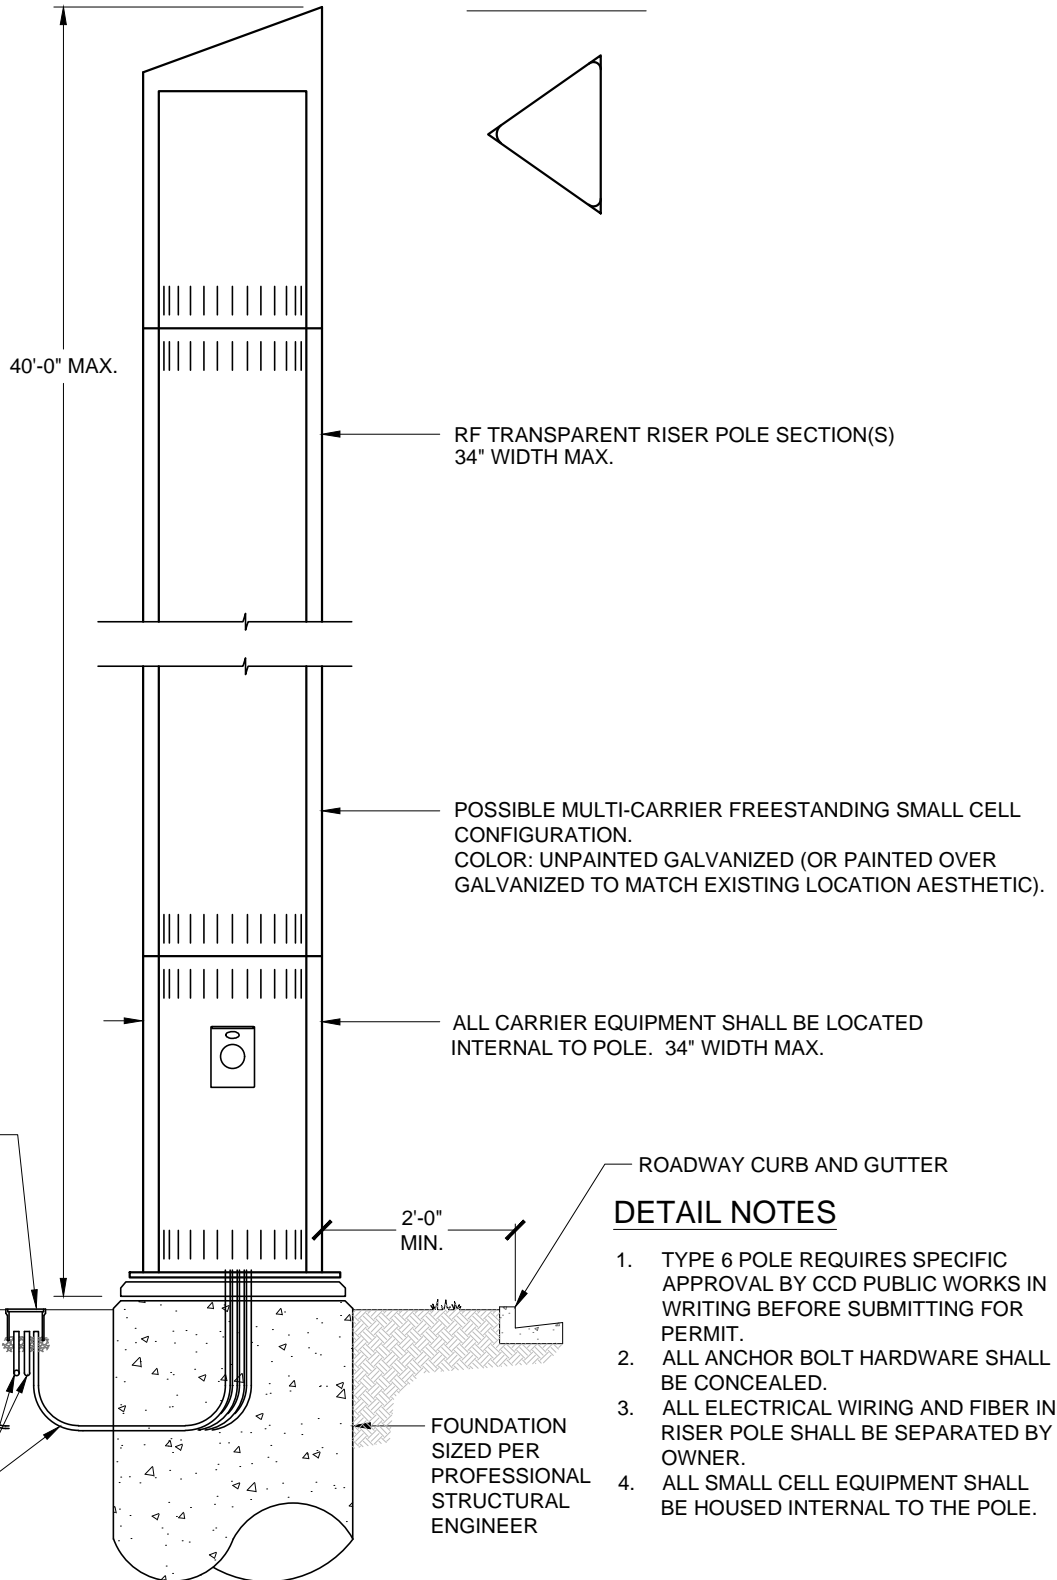 40'-0" MAX.
RF TRANSPARENT RISER POLE SECTION(S)
34" WIDTH MAX.
POSSIBLE MULTI-CARRIER FREESTANDING SMALL CELL
CONFIGURATION.
COLOR: UNPAINTED GALVANIZED (OR PAINTED OVER
GALVANIZED TO MATCH EXISTING LOCATION AESTHETIC).
ALL CARRIER EQUIPMENT SHALL BE LOCATED
INTERNAL TO POLE. 34" WIDTH MAX.
ROADWAY CURB AND GUTTER
2'-0"
MIN.
FOUNDATION
SIZED PER
PROFESSIONAL
STRUCTURAL
ENGINEER
DETAIL NOTES
1. TYPE 6 POLE REQUIRES SPECIFIC
APPROVAL BY CCD PUBLIC WORKS IN
WRITING BEFORE SUBMITTING FOR
PERMIT.
2. ALL ANCHOR BOLT HARDWARE SHALL
BE CONCEALED.
3. ALL ELECTRICAL WIRING AND FIBER IN
RISER POLE SHALL BE SEPARATED BY
OWNER.
4. ALL SMALL CELL EQUIPMENT SHALL
BE HOUSED INTERNAL TO THE POLE.